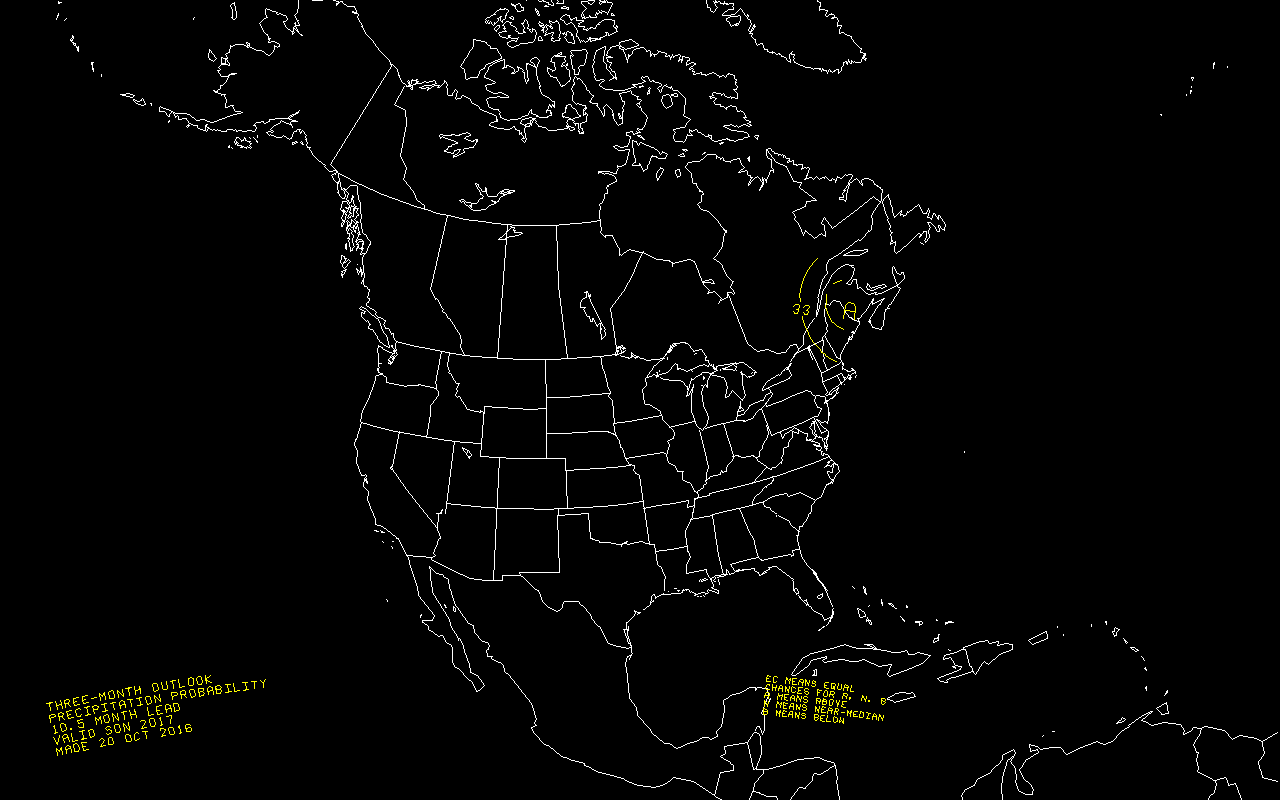 33 A
THREE-MONTH OUTLOOK
PRECIPITATION PROBABILITY
10.5 MONTH LEAD
VALID SON 2017
MADE 20 OCT 2016
EC MEANS EQUAL
CHANCES FOR A, N, B
A MEANS ABOVE
N MEANS NEAR-MEDIAN
B MEANS BELOW